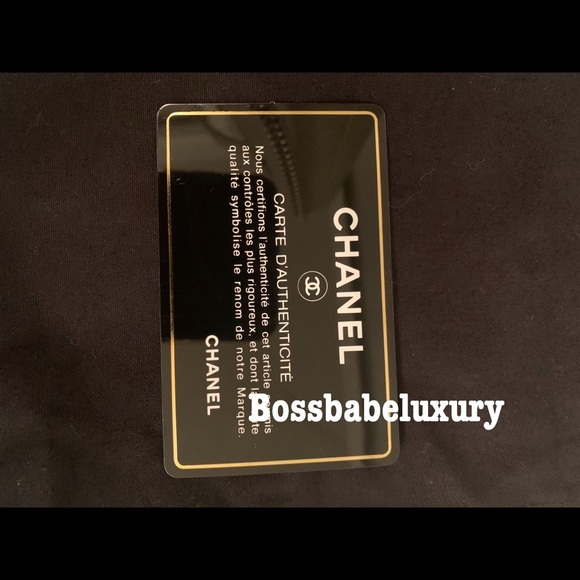 CHANEL
CARTE D'AUTHENTICITÉ
Nous certifions l'authenticité de cet article
aux contrôles les plus rigoureux, et dont
qualité symbolise le renom de notre Marque.
CHANEL
Bossbabeluxury